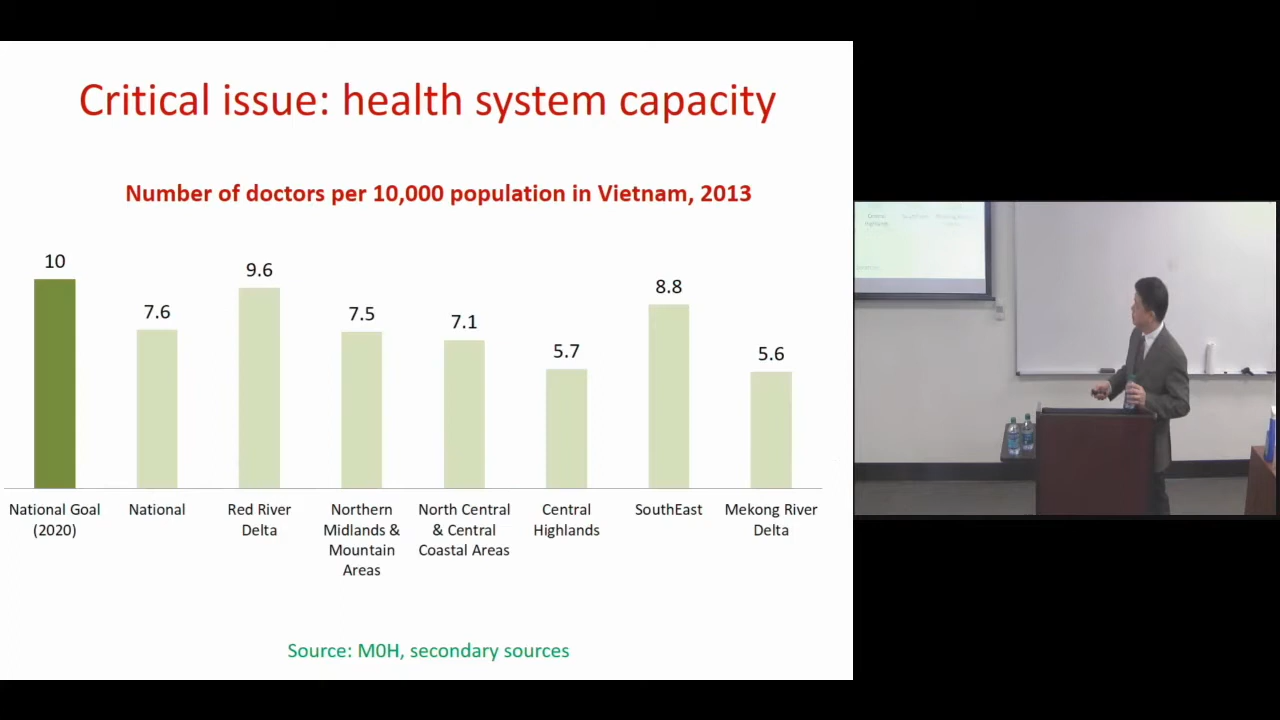 Critical issue: health system capacity
Number of doctors per 10,000 population in Vietnam, 2013
10
7.6
9.6
7.5
7.1
5.7
8.8
5.6
National Goal
(2020)
National
Red River
Delta
Northern
Midlands &
Mountain
Areas
North Central
& Central
Coastal Areas
Central
Highlands
SouthEast
Mekong River
Delta
Source: M0H, secondary sources
Central
Highlands